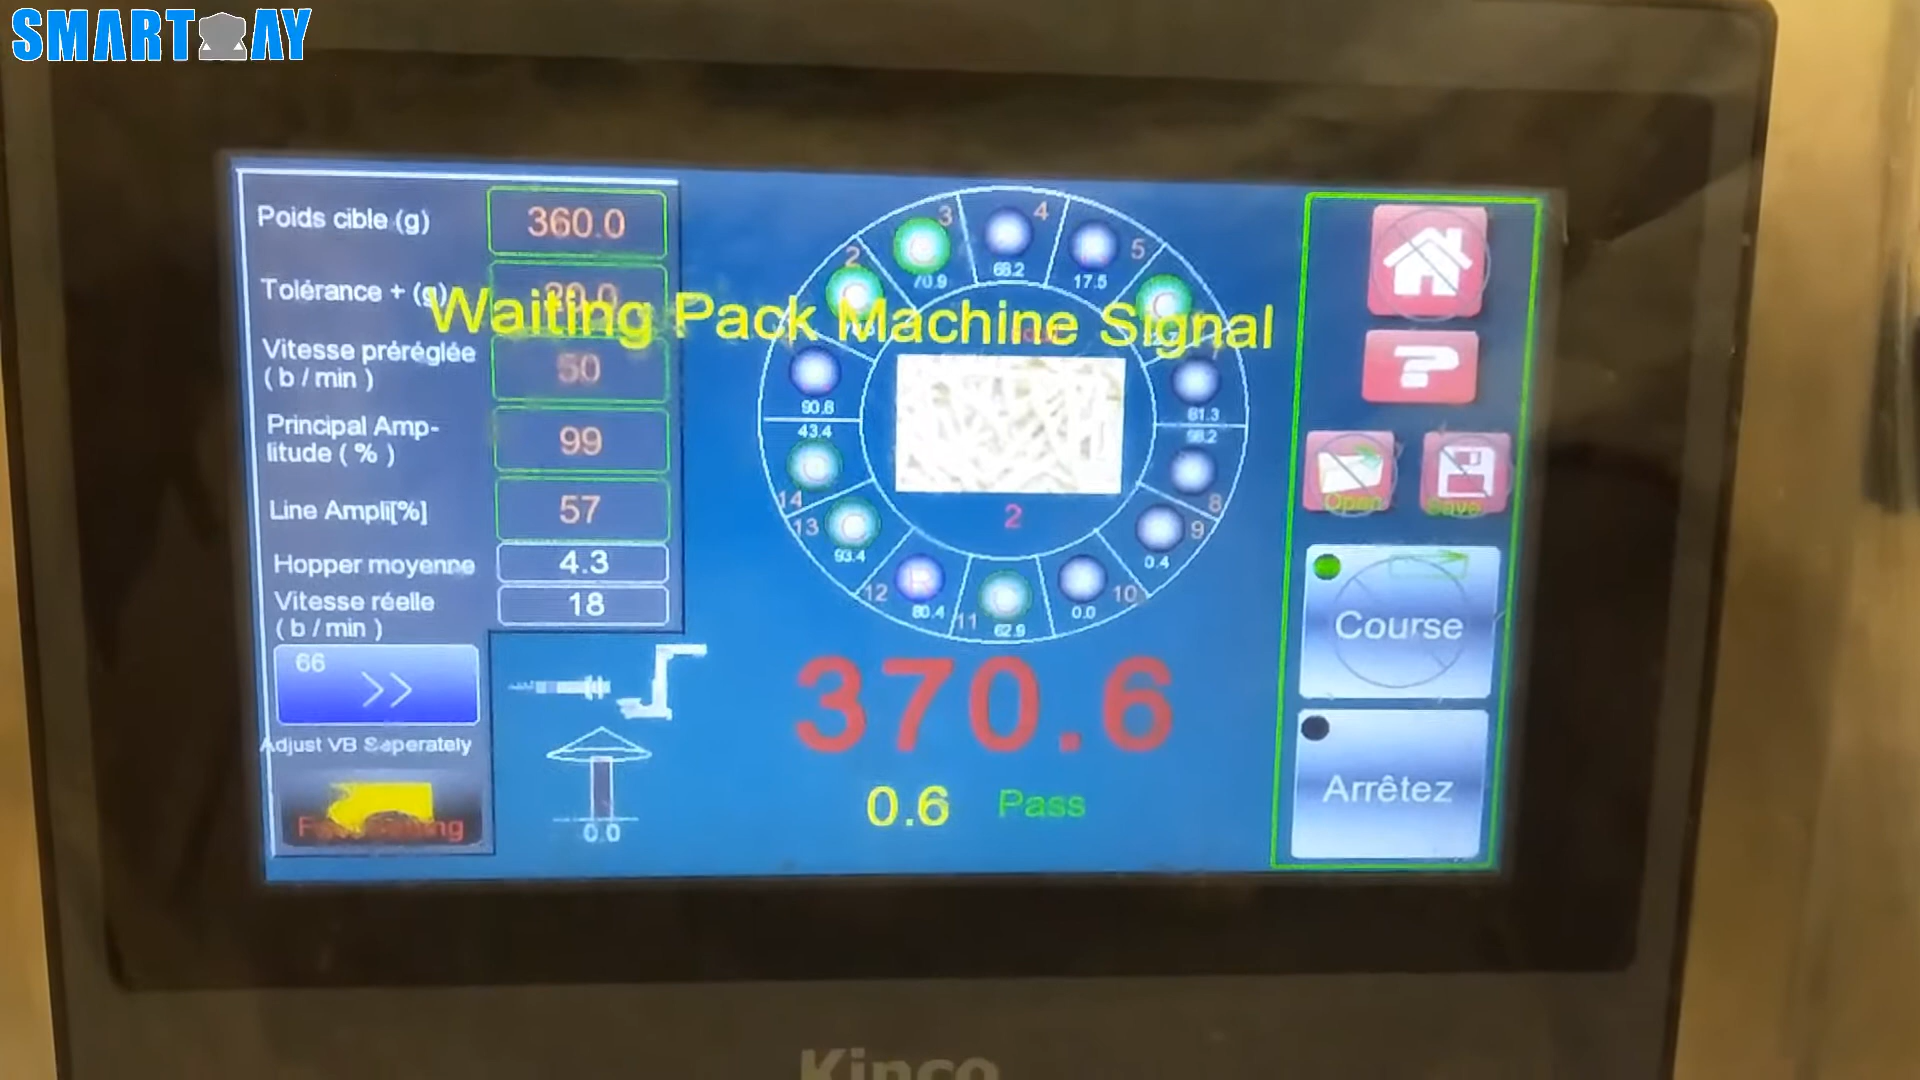 SMART AY
Poids cible (g)
360.0
Tolérance + (g)
Waiting Pack Machine Signal
Vitesse préréglée
( b / min )
50
Principal Amp-
litude ( % )
99
Line Ampli[%]
57
Hopper moyenne
4.3
Vitesse réelle
( b / min )
18
66
>>
Adjust VB Seperately
0.0
2
3
70.9
4
68.2
5
17.5
81.3
98.2
8
9
0.4
10
0.0
11
62.9
12
80.4
13
93.4
14
43.4
90.8
2
370.6
0.6
Pass
?
Open
Save
Course
Arrêtez
Kinco